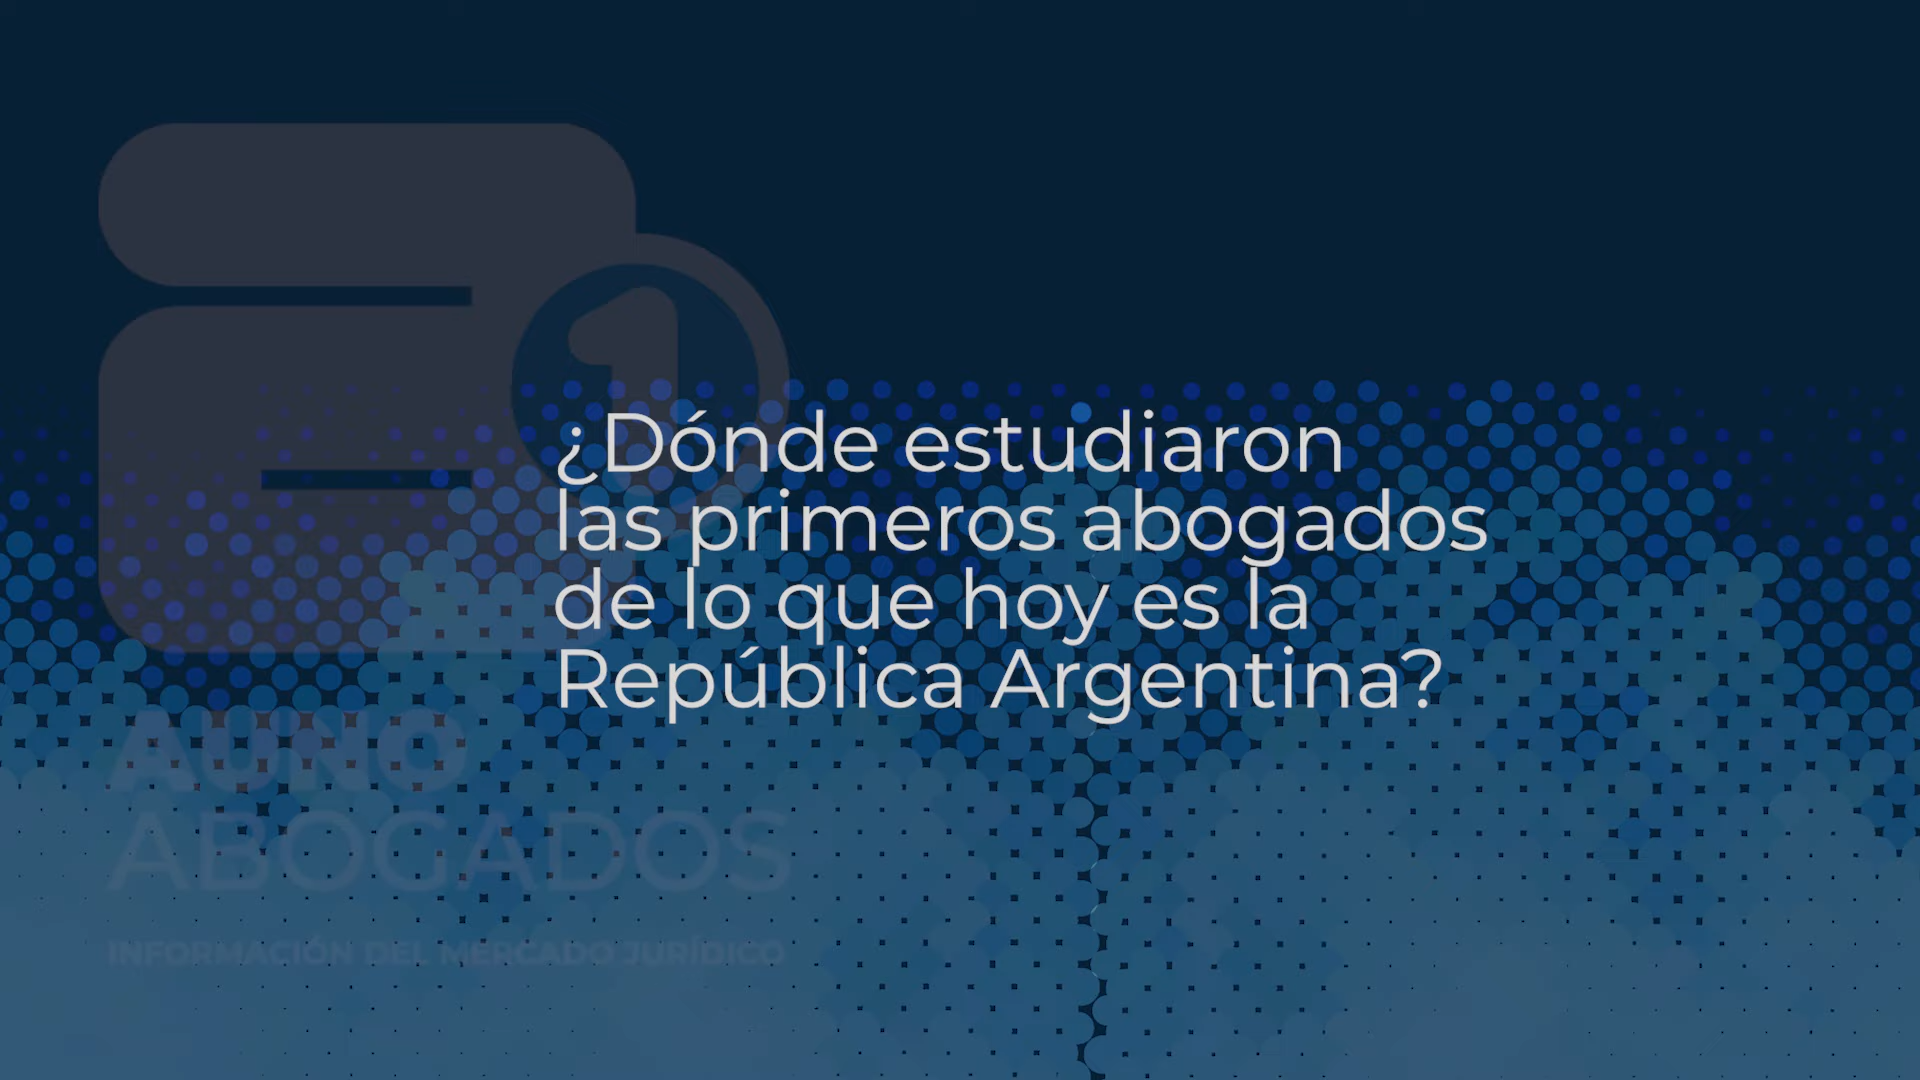 ¿Dónde estudiaron
las primeros abogados
de lo que hoy es la
República Argentina?
1
AUNO
ABOGADOS
INFORMACIÓN DEL MERCADO JURÍDICO